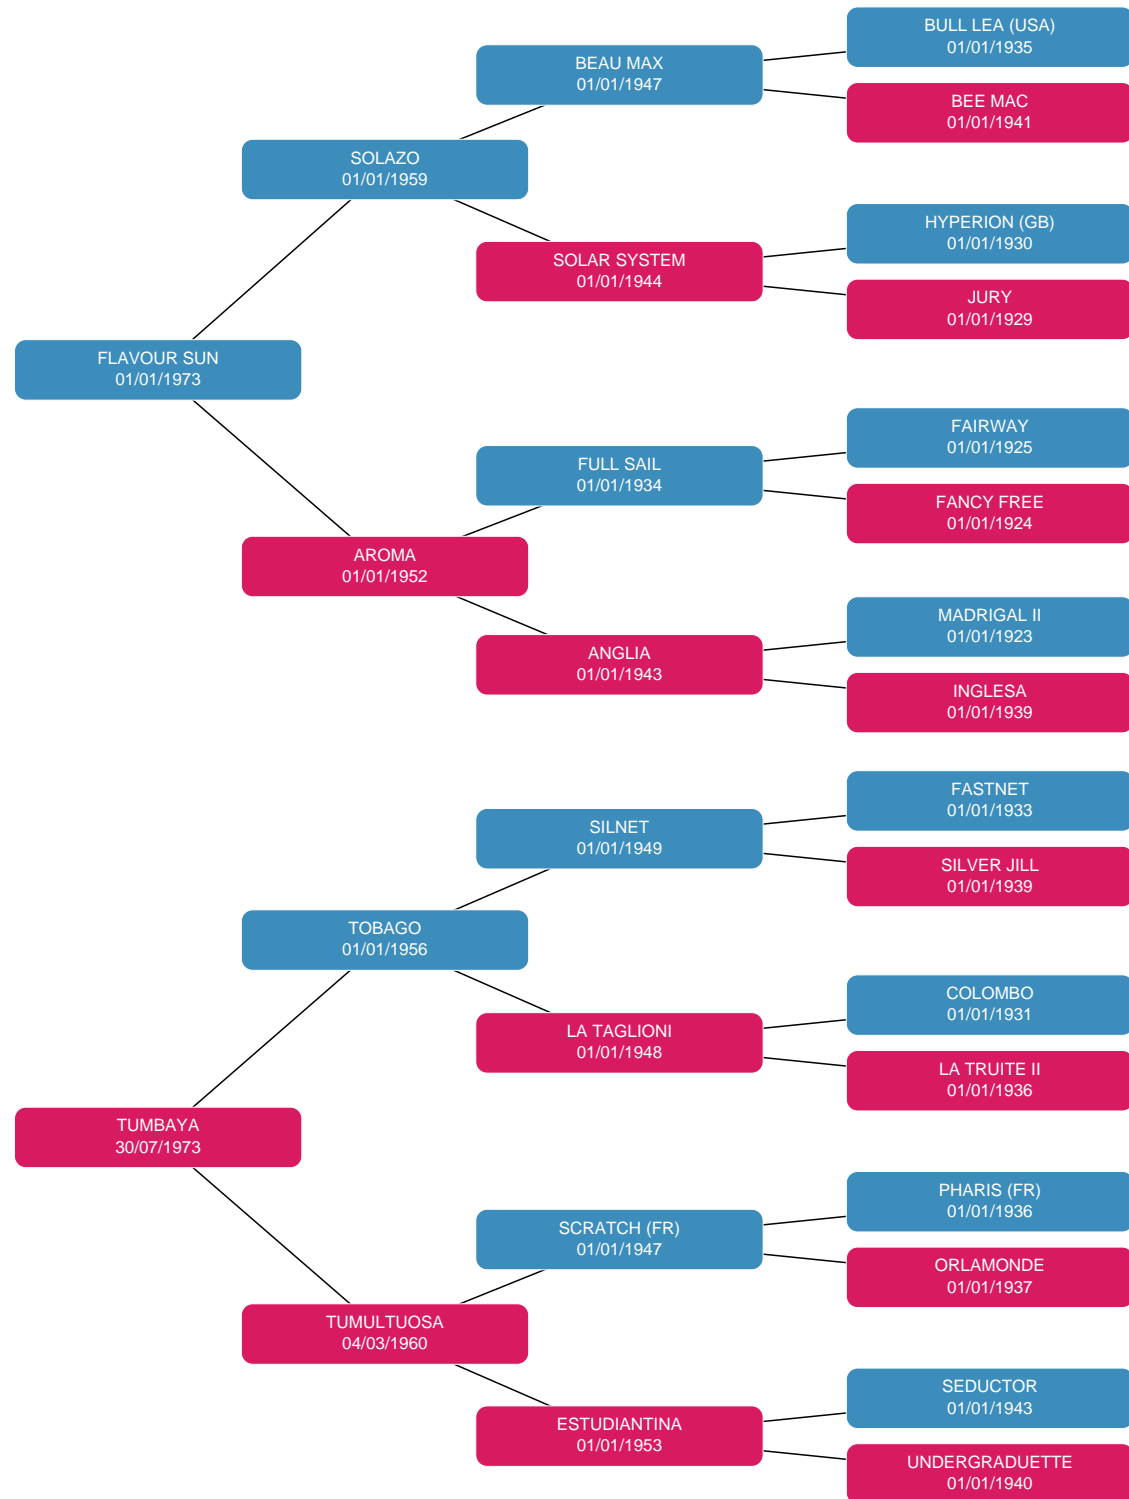 BULL LEA (USA)
01/01/1935
BEAU MAX
01/01/1947
BEE MAC
01/01/1941
SOLAZO
01/01/1959
HYPERION (GB)
01/01/1930
SOLAR SYSTEM
01/01/1944
JURY
01/01/1929
FLAVOUR SUN
01/01/1973
FAIRWAY
01/01/1925
FULL SAIL
01/01/1934
FANCY FREE
01/01/1924
AROMA
01/01/1952
MADRIGAL II
01/01/1923
ANGLIA
01/01/1943
INGLESA
01/01/1939
FASTNET
01/01/1933
SILNET
01/01/1949
SILVER JILL
01/01/1939
TOBAGO
01/01/1956
COLOMBO
01/01/1931
LA TAGLIONI
01/01/1948
LA TRUITE II
01/01/1936
TUMBAYA
30/07/1973
PHARIS (FR)
01/01/1936
SCRATCH (FR)
01/01/1947
ORLAMONDE
01/01/1937
TUMULTUOSA
04/03/1960
SEDUCTOR
01/01/1943
ESTUDIANTINA
01/01/1953
UNDERGRADUETTE
01/01/1940